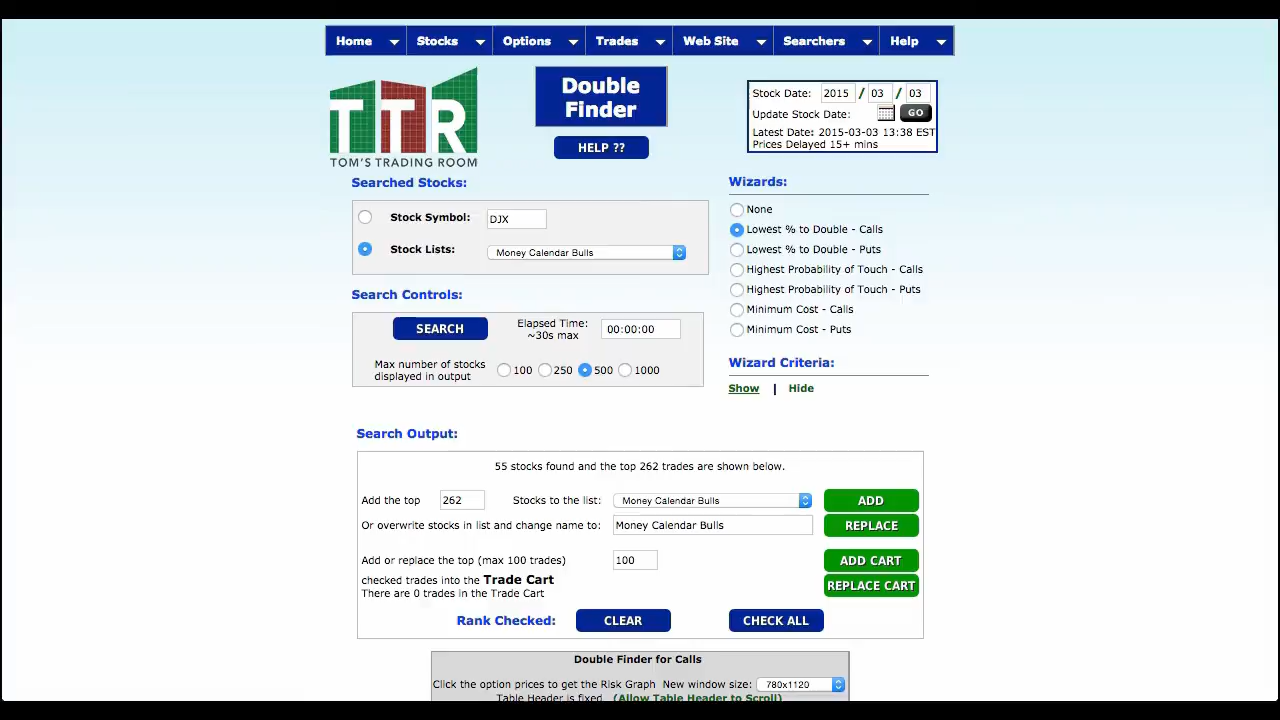 Home Stocks Options Trades Web Site Searchers Help
TTR
TOM'S TRADING ROOM
Double
Finder
HELP ??
Stock Date: 2015 / 03 / 03
Update Stock Date: GO
Latest Date: 2015-03-03 13:38 EST
Prices Delayed 15+ mins
Searched Stocks:
Stock Symbol: DJX
Stock Lists: Money Calendar Bulls
Wizards:
None
Lowest % to Double - Calls
Lowest % to Double - Puts
Highest Probability of Touch - Calls
Highest Probability of Touch - Puts
Minimum Cost - Calls
Minimum Cost - Puts
Search Controls:
SEARCH
Elapsed Time:
~30s max
00:00:00
Max number of stocks
displayed in output
100 250 500 1000
Wizard Criteria:
Show | Hide
Search Output:
55 stocks found and the top 262 trades are shown below.
Add the top 262 Stocks to the list: Money Calendar Bulls ADD
Or overwrite stocks in list and change name to: Money Calendar Bulls REPLACE
Add or replace the top (max 100 trades) 100 ADD CART
checked trades into the Trade Cart REPLACE CART
There are 0 trades in the Trade Cart
Rank Checked: CLEAR CHECK ALL
Double Finder for Calls
Click the option prices to get the Risk Graph New window size: 780x1120
Table Header is fixed (Allow Table Header to Scroll)